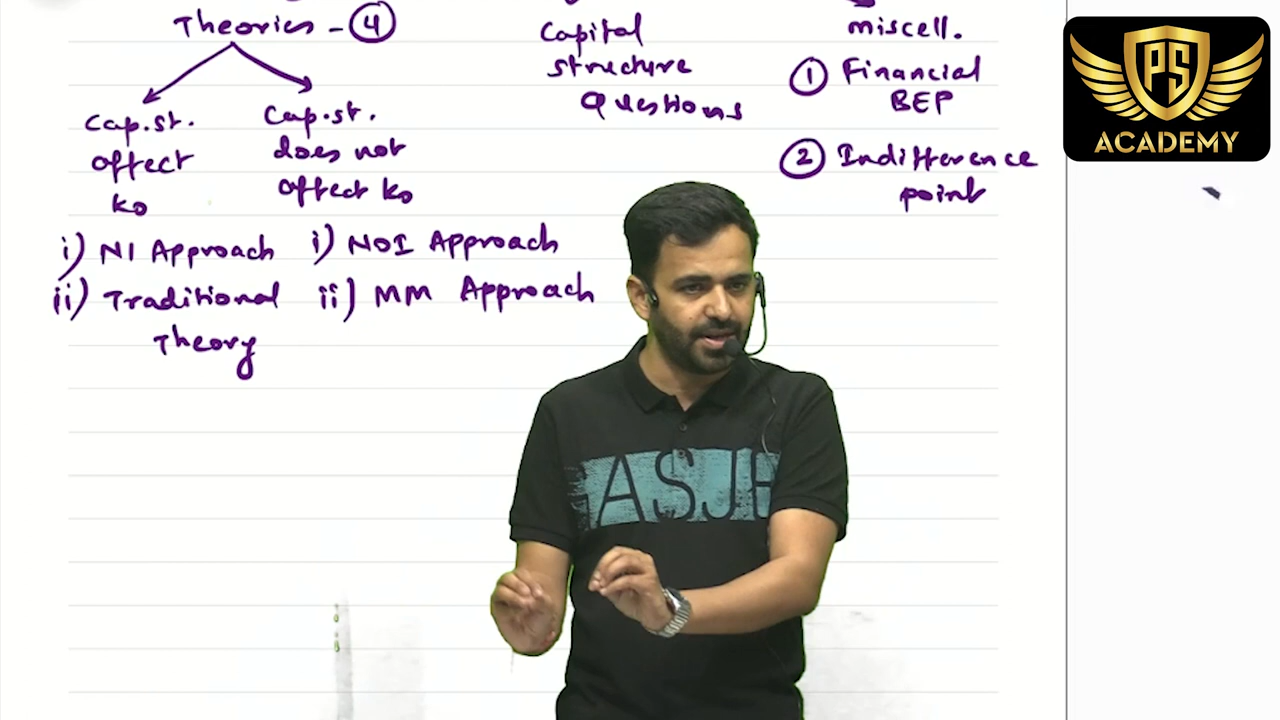 Theories - 4
Cap.st.
affect
ko
Cap.st.
does not
affect ko
i) NI Approach
ii) Traditional
Theory
i) NOI Approach
ii) MM Approach
Capital
structure
Questions
miscell.
1 Financial
BEP
2 Indifference
point
PS
ACADEMY
GASJE